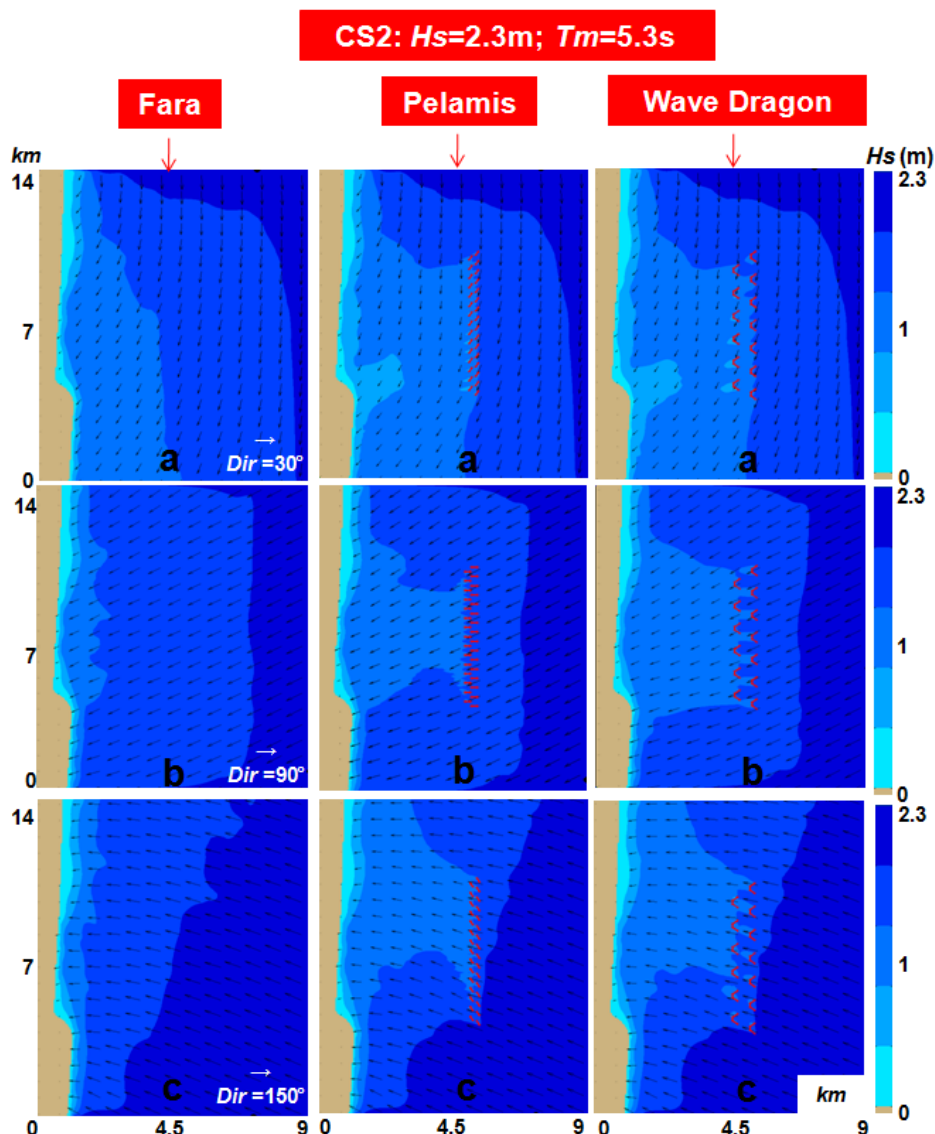 CS2: Hs=2.3m; Tm=5.3s
Fara
Pelamis
Wave Dragon
km
Hs (m)
14
7
0
a
Dir =30°
a
a
2.3
1
0
14
7
0
b
Dir =90°
b
b
2.3
1
0
14
7
0
c
Dir =150°
c
c
km
2.3
1
0
0 4.5 9
0 4.5 9
0 4.5 9